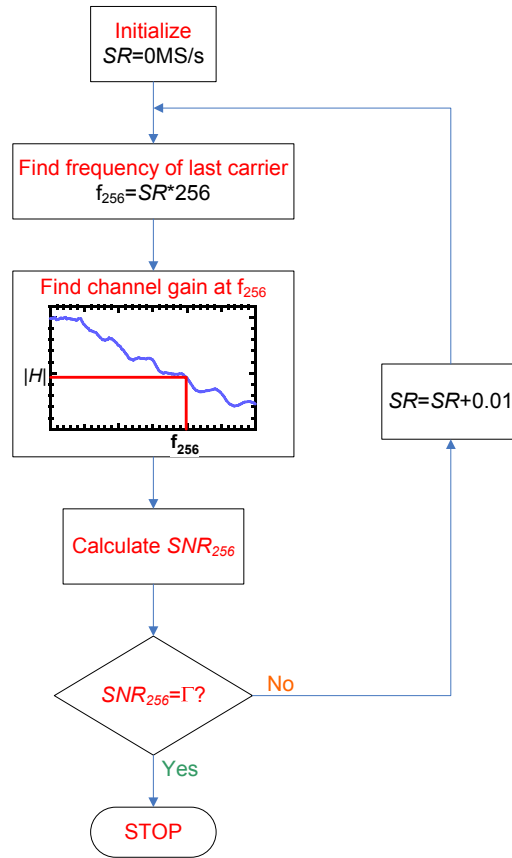 Initialize
SR=0MS/s
Find frequency of last carrier
f256=SR*256
Find channel gain at f256
|H|
f256
SR=SR+0.01
Calculate SNR256
SNR256=Γ?
No
Yes
STOP